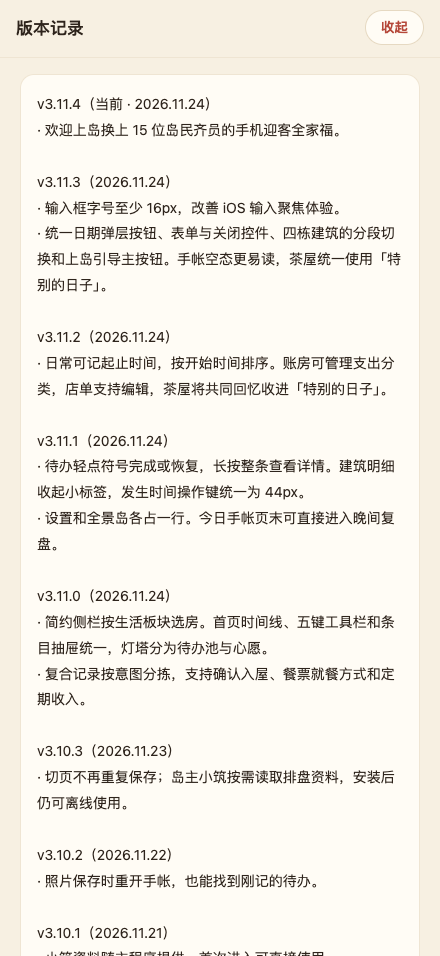 版本记录
收起
v3.11.4（当前 · 2026.11.24）
· 欢迎上岛换上 15 位岛民齐员的手机迎客全家福。
v3.11.3（2026.11.24）
· 输入框字号至少 16px，改善 iOS 输入聚焦体验。
· 统一日期弹层按钮、表单与关闭控件、四栋建筑的分段切
换和上岛引导主按钮。手帐空态更易读，茶屋统一使用「特
别的日子」。
v3.11.2（2026.11.24）
· 日常可记起止时间，按开始时间排序。账房可管理支出分
类，店单支持编辑，茶屋将共同回忆收进「特别的日子」。
v3.11.1（2026.11.24）
· 待办轻点符号完成或恢复，长按整条查看详情。建筑明细
收起小标签，发生时间操作键统一为 44px。
· 设置和全景岛各占一行。今日手帐页末可直接进入晚间复
盘。
v3.11.0（2026.11.24）
· 简约侧栏按生活板块选房。首页时间线、五键工具栏和条
目抽屉统一，灯塔分为待办池与心愿。
· 复合记录按意图分拣，支持确认入屋、餐票就餐方式和定
期收入。
v3.10.3（2026.11.23）
· 切页不再重复保存；岛主小筑按需读取排盘资料，安装后
仍可离线使用。
v3.10.2（2026.11.22）
· 照片保存时重开手帐，也能找到刚记的待办。
v3.10.1（2026.11.21）